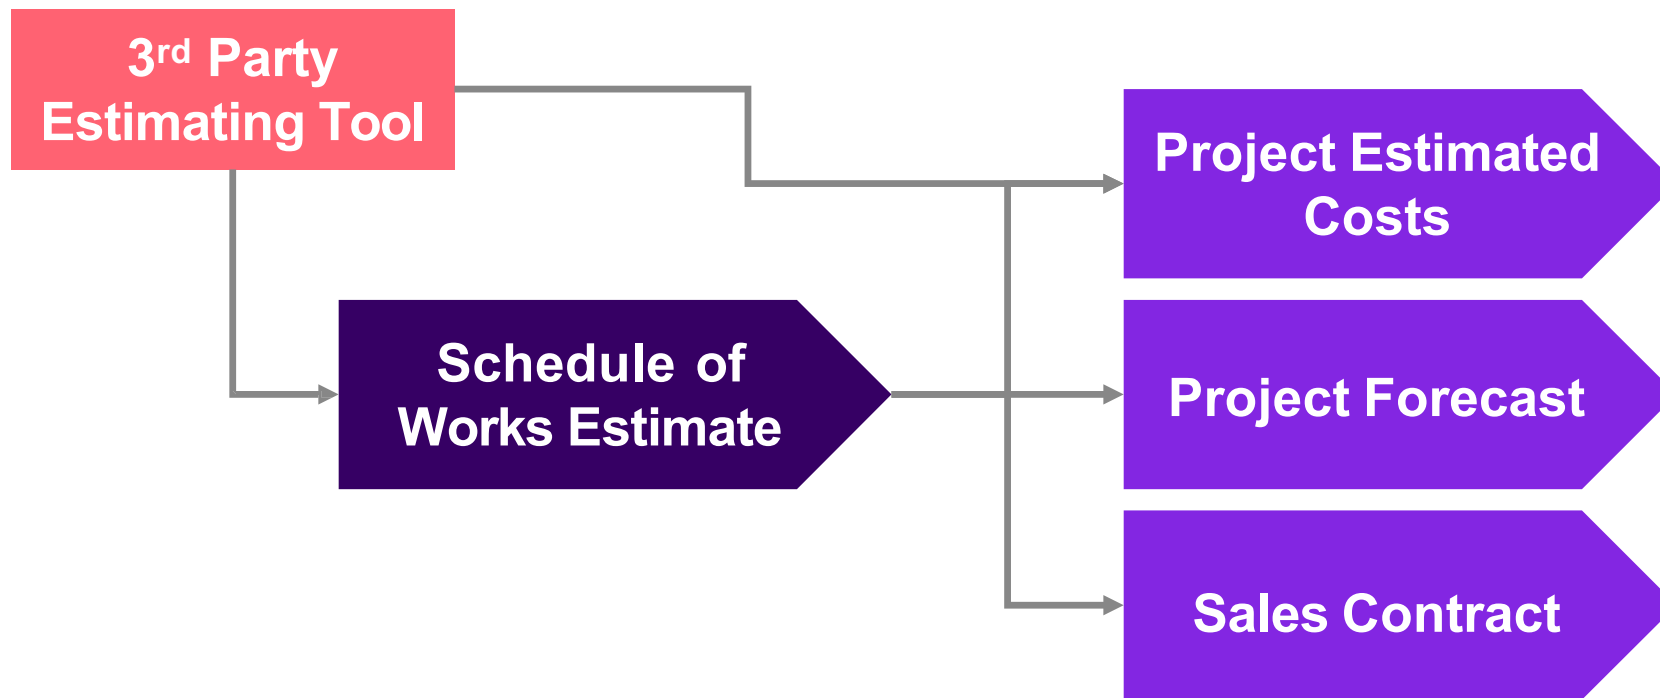 3rd Party
Estimating Tool
Project Estimated
Costs
Schedule of
Works Estimate
Project Forecast
Sales Contract